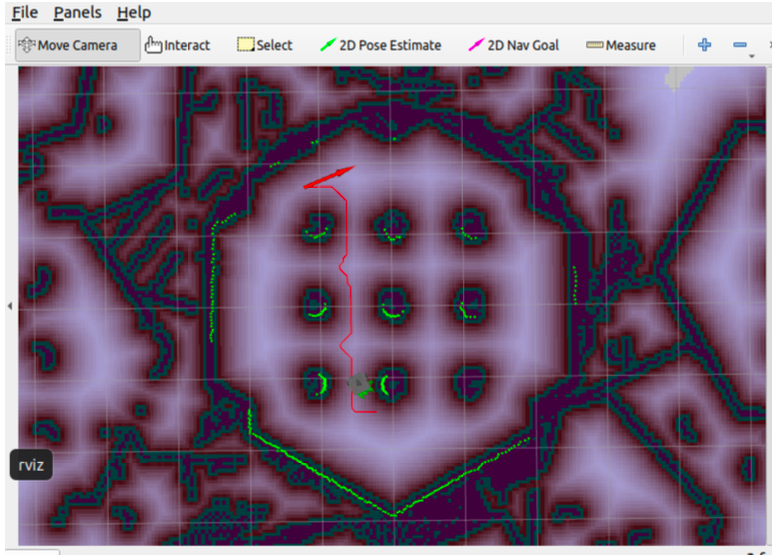 File Panels Help
Move Camera Interact Select 2D Pose Estimate 2D Nav Goal Measure
rviz